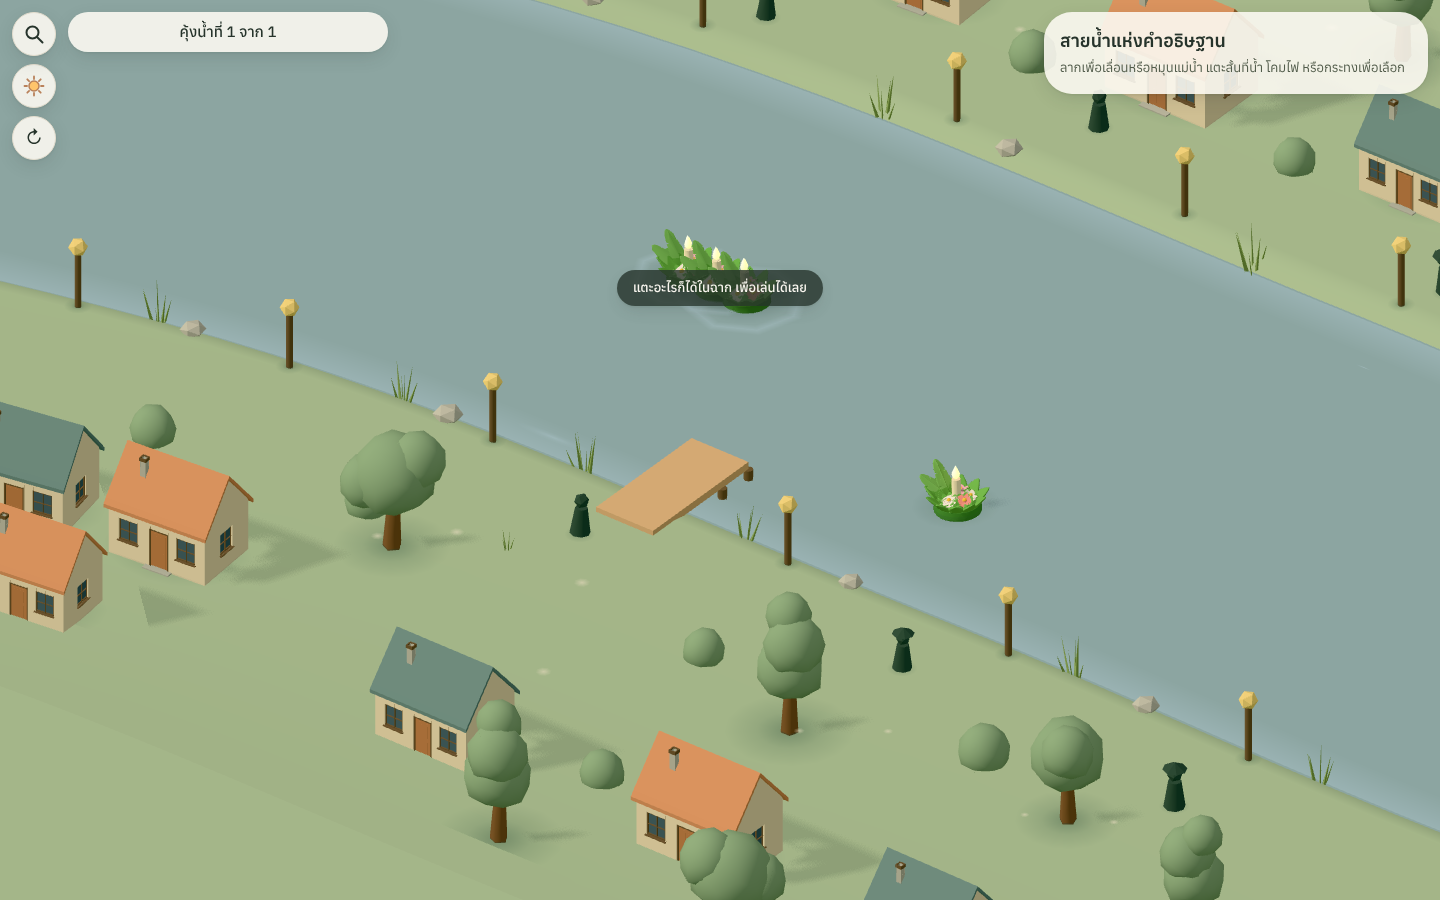 คุ้งน้ำที่ 1 จาก 1
สายน้ำแห่งคำอธิษฐาน
ลากเพื่อเลื่อนหรือหมุนแม่น้ำ แตะสั้นที่น้ำ โคมไฟ หรือกระทงเพื่อเลือก
แตะอะไรก็ได้ในฉาก เพื่อเล่นได้เลย